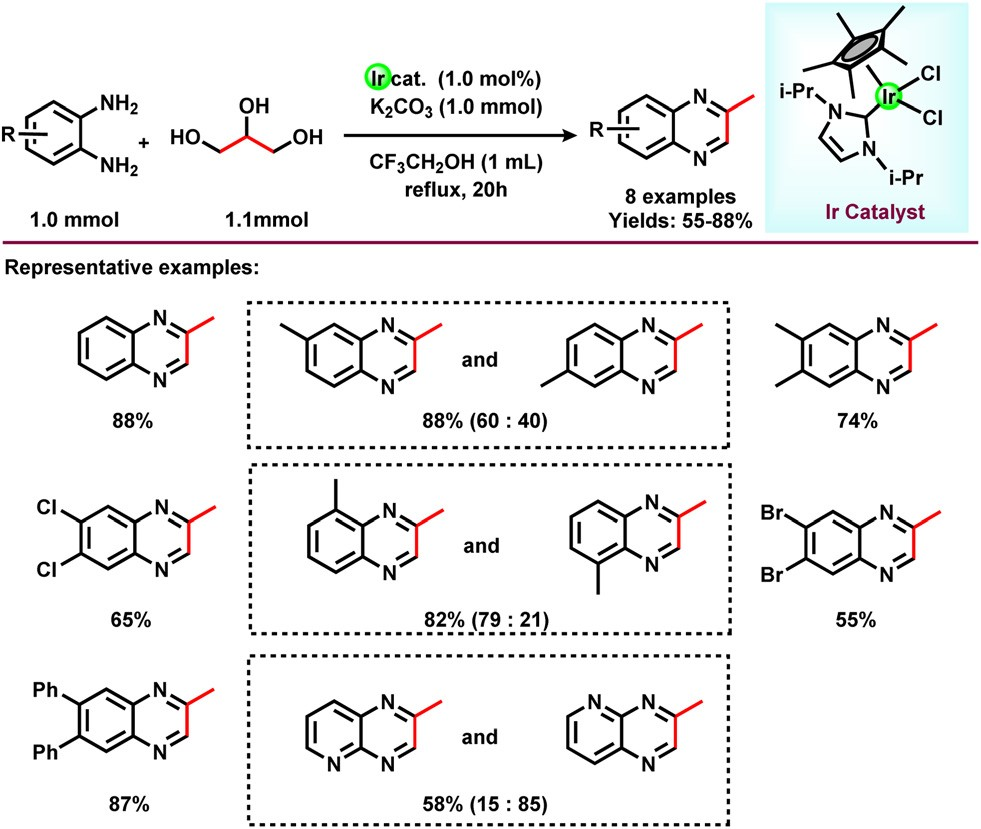 NH2
R
NH2
+
1.0 mmol
OH
HO
OH
1.1mmol
Ir cat. (1.0 mol%)
K2CO3 (1.0 mmol)
CF3CH2OH (1 mL)
reflux, 20h
N
R
N
8 examples
Yields: 55-88%
Cl
Ir
i-Pr
Cl
N
N
i-Pr
Ir Catalyst
Representative examples:
N
N
88%
N
N
and
N
N
88% (60 : 40)
N
N
74%
Cl
N
Cl
N
65%
N
N
and
N
N
82% (79 : 21)
Br
N
Br
N
55%
Ph
N
Ph
N
87%
N
N
N
and
N
N
N
58% (15 : 85)